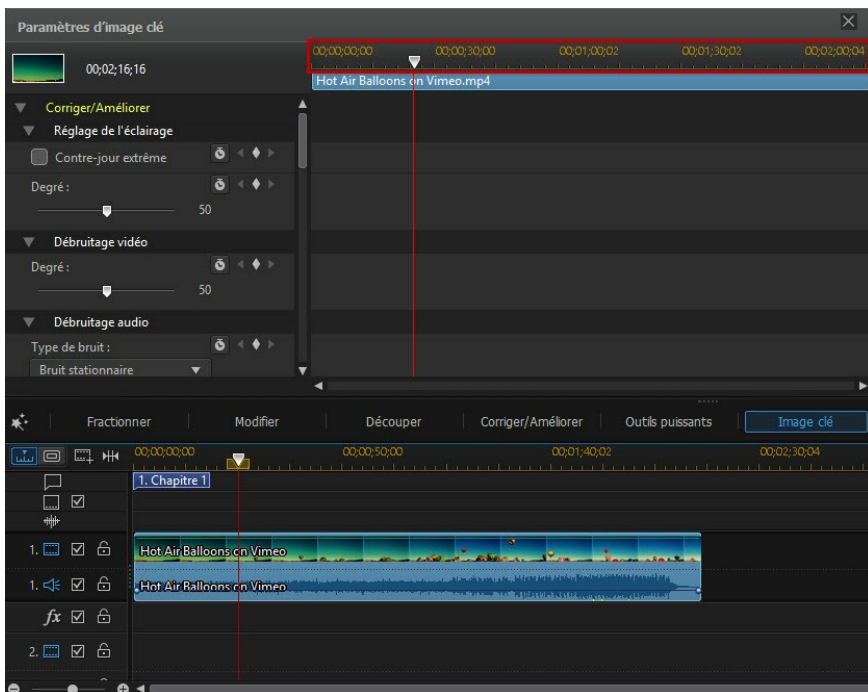 Paramètres d'image clé
00;02;16;16
00;00;00;00 00;00;30;00 00;01;00;02 00;01;30;02 00;02;00;04
Hot Air Balloons on Vimeo.mp4
Corriger/Améliorer
Réglage de l'éclairage
Contre-jour extrême
Degré :
50
Débruitage vidéo
Degré :
50
Débruitage audio
Type de bruit :
Bruit stationnaire
Fractionner Modifier Découper Corriger/Améliorer Outils puissants Image clé
00;00;00;00 00;00;50;00 00;01;40;02 00;02;30;04
1. Chapitre 1
1. Hot Air Balloons on Vimeo
1. Hot Air Balloons on Vimeo
fx
2.